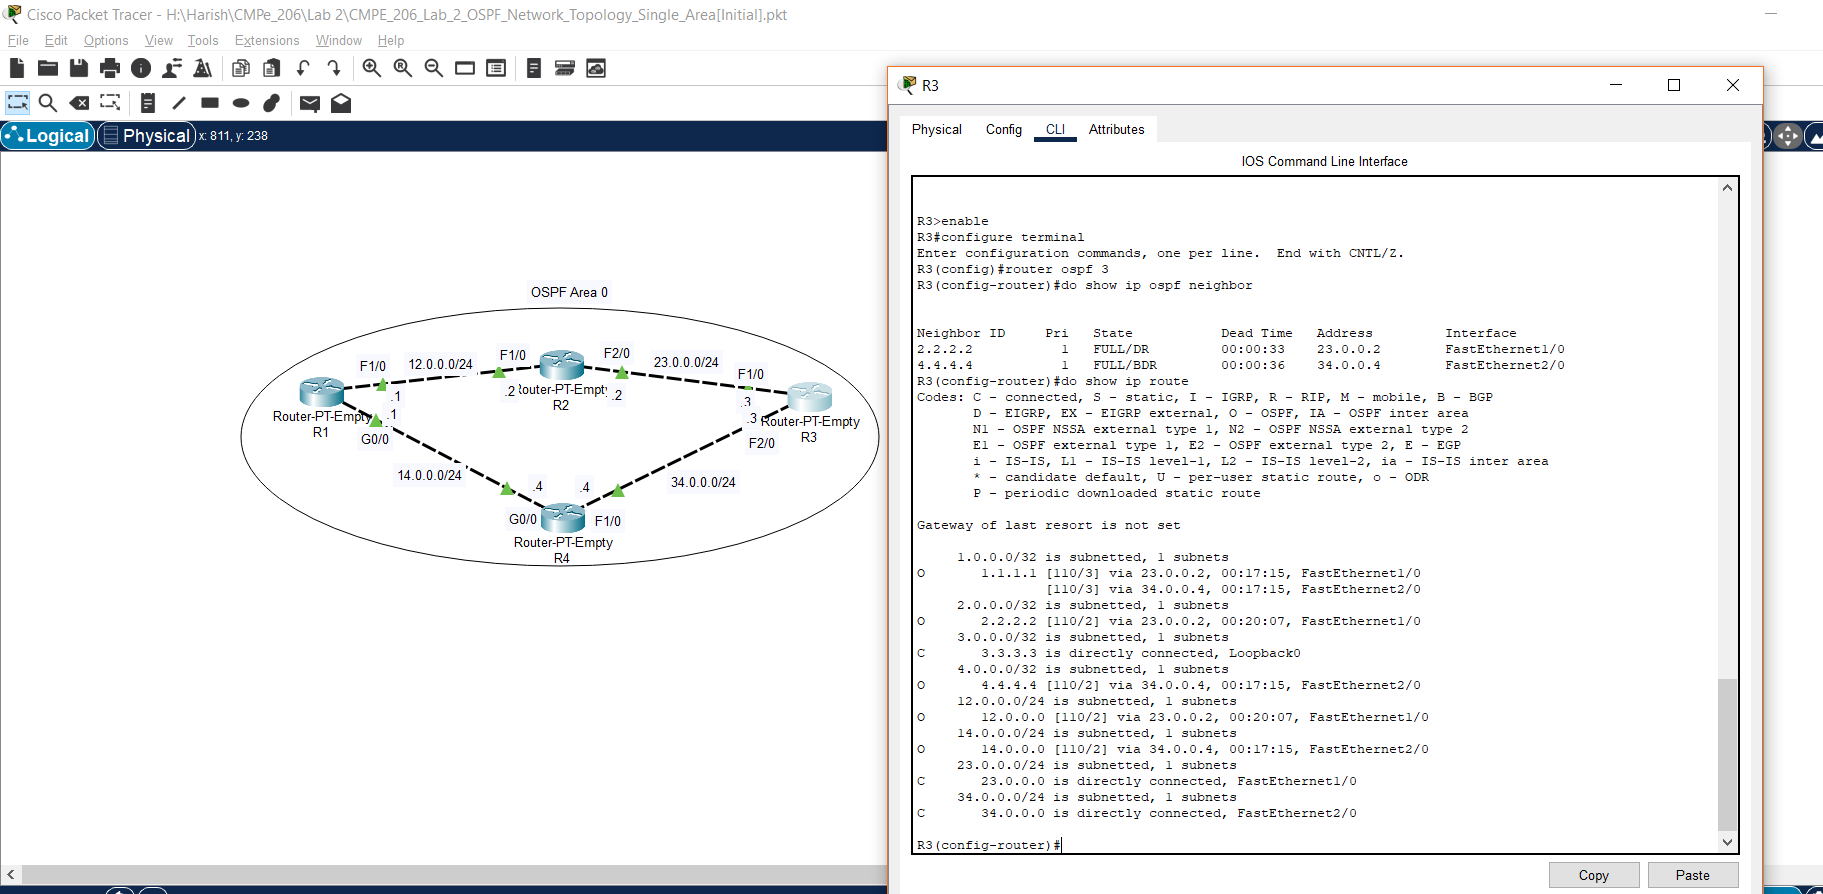 Cisco Packet Tracer - H:\Harish\CMPe_206\Lab 2\CMPE_206_Lab_2_OSPF_Network_Topology_Single_Area[Initial].pkt
File Edit Options View Tools Extensions Window Help
Logical Physical x: 811, y: 238
OSPF Area 0
F1/0 12.0.0.0/24 F1/0 F2/0 23.0.0.0/24 F1/0
.1 .2 Router-PT-Empty .2 .3
R2
Router-PT-Empty .1 .3 Router-PT-Empty
R1 R3
G0/0 F2/0
14.0.0.0/24 34.0.0.0/24
.4 .4
G0/0 F1/0
Router-PT-Empty
R4
R3
Physical Config CLI Attributes
IOS Command Line Interface
R3>enable
R3#configure terminal
Enter configuration commands, one per line.  End with CNTL/Z.
R3(config)#router ospf 3
R3(config-router)#do show ip ospf neighbor
Neighbor ID     Pri   State           Dead Time   Address         Interface
2.2.2.2           1   FULL/DR         00:00:33    23.0.0.2        FastEthernet1/0
4.4.4.4           1   FULL/BDR        00:00:36    34.0.0.4        FastEthernet2/0
R3(config-router)#do show ip route
Codes: C - connected, S - static, I - IGRP, R - RIP, M - mobile, B - BGP
       D - EIGRP, EX - EIGRP external, O - OSPF, IA - OSPF inter area
       N1 - OSPF NSSA external type 1, N2 - OSPF NSSA external type 2
       E1 - OSPF external type 1, E2 - OSPF external type 2, E - EGP
       i - IS-IS, L1 - IS-IS level-1, L2 - IS-IS level-2, ia - IS-IS inter area
       * - candidate default, U - per-user static route, o - ODR
       P - periodic downloaded static route
Gateway of last resort is not set
     1.0.0.0/32 is subnetted, 1 subnets
O       1.1.1.1 [110/3] via 23.0.0.2, 00:17:15, FastEthernet1/0
                [110/3] via 34.0.0.4, 00:17:15, FastEthernet2/0
     2.0.0.0/32 is subnetted, 1 subnets
O       2.2.2.2 [110/2] via 23.0.0.2, 00:20:07, FastEthernet1/0
     3.0.0.0/32 is subnetted, 1 subnets
C       3.3.3.3 is directly connected, Loopback0
     4.0.0.0/32 is subnetted, 1 subnets
O       4.4.4.4 [110/2] via 34.0.0.4, 00:17:15, FastEthernet2/0
     12.0.0.0/24 is subnetted, 1 subnets
O       12.0.0.0 [110/2] via 23.0.0.2, 00:20:07, FastEthernet1/0
     14.0.0.0/24 is subnetted, 1 subnets
O       14.0.0.0 [110/2] via 34.0.0.4, 00:17:15, FastEthernet2/0
     23.0.0.0/24 is subnetted, 1 subnets
C       23.0.0.0 is directly connected, FastEthernet1/0
     34.0.0.0/24 is subnetted, 1 subnets
C       34.0.0.0 is directly connected, FastEthernet2/0
R3(config-router)#
Copy Paste